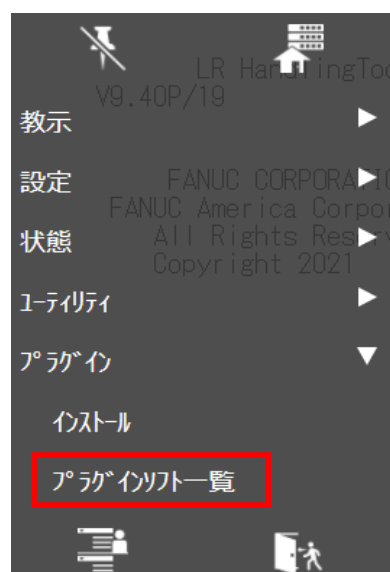 LR HandlingToo
V9.40P/19
教示
設定
FANUC CORPORATIO
FANUC America Corpor
状態
All Rights Reserv
Copyright 2021
ﾕｰﾃｨﾘﾃｨ
ﾌﾟﾗｸﾞｲﾝ
ｲﾝｽﾄｰﾙ
ﾌﾟﾗｸﾞｲﾝｿﾌﾄ一覧